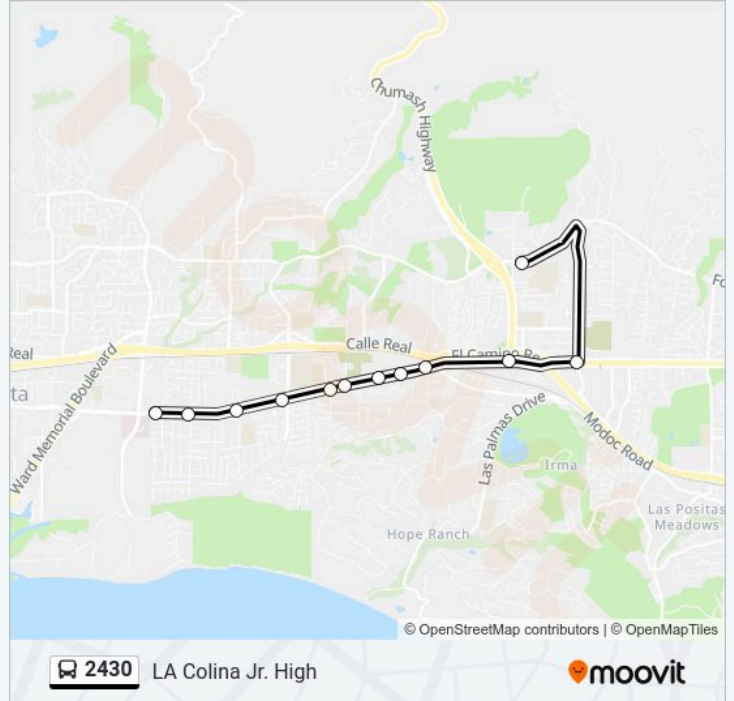 Chumash Highway
Calle Real
El Camino Re
Real
ta
Ward Memorial Boulevard
Las Palmas Drive
Modoc Road
Irma
Las Positas
Meadows
Hope Ranch
Fo
© OpenStreetMap contributors | © OpenMapTiles
2430 LA Colina Jr. High
moovit